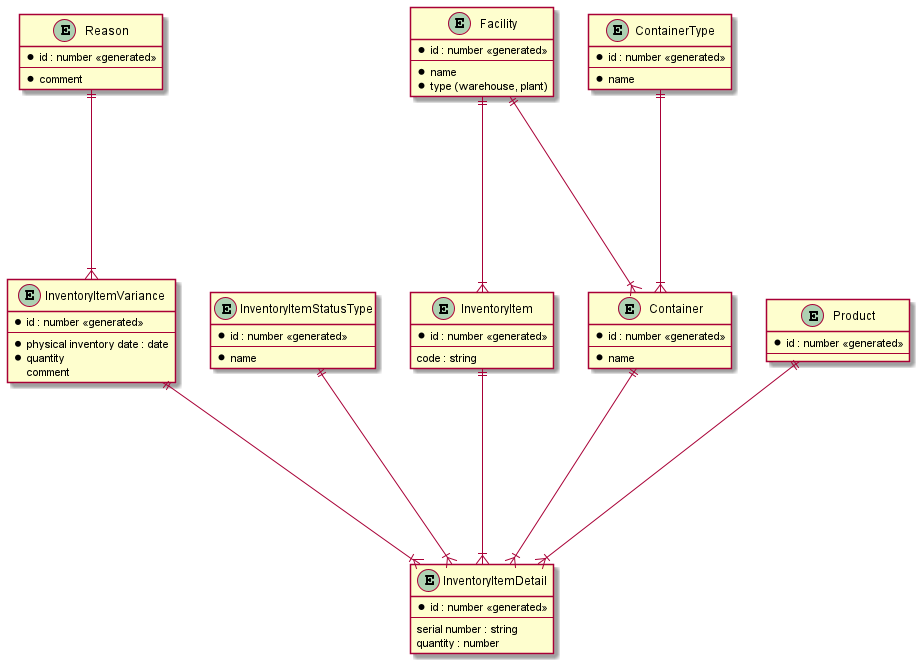 E Reason
id : number «generated»
comment
E Facility
id : number «generated»
name
type (warehouse, plant)
E ContainerType
id : number «generated»
name
E InventoryItemVariance
id : number «generated»
physical inventory date : date
quantity
comment
E InventoryItemStatusType
id : number «generated»
name
E InventoryItem
id : number «generated»
code : string
E Container
id : number «generated»
name
E Product
id : number «generated»
E InventoryItemDetail
id : number «generated»
serial number : string
quantity : number